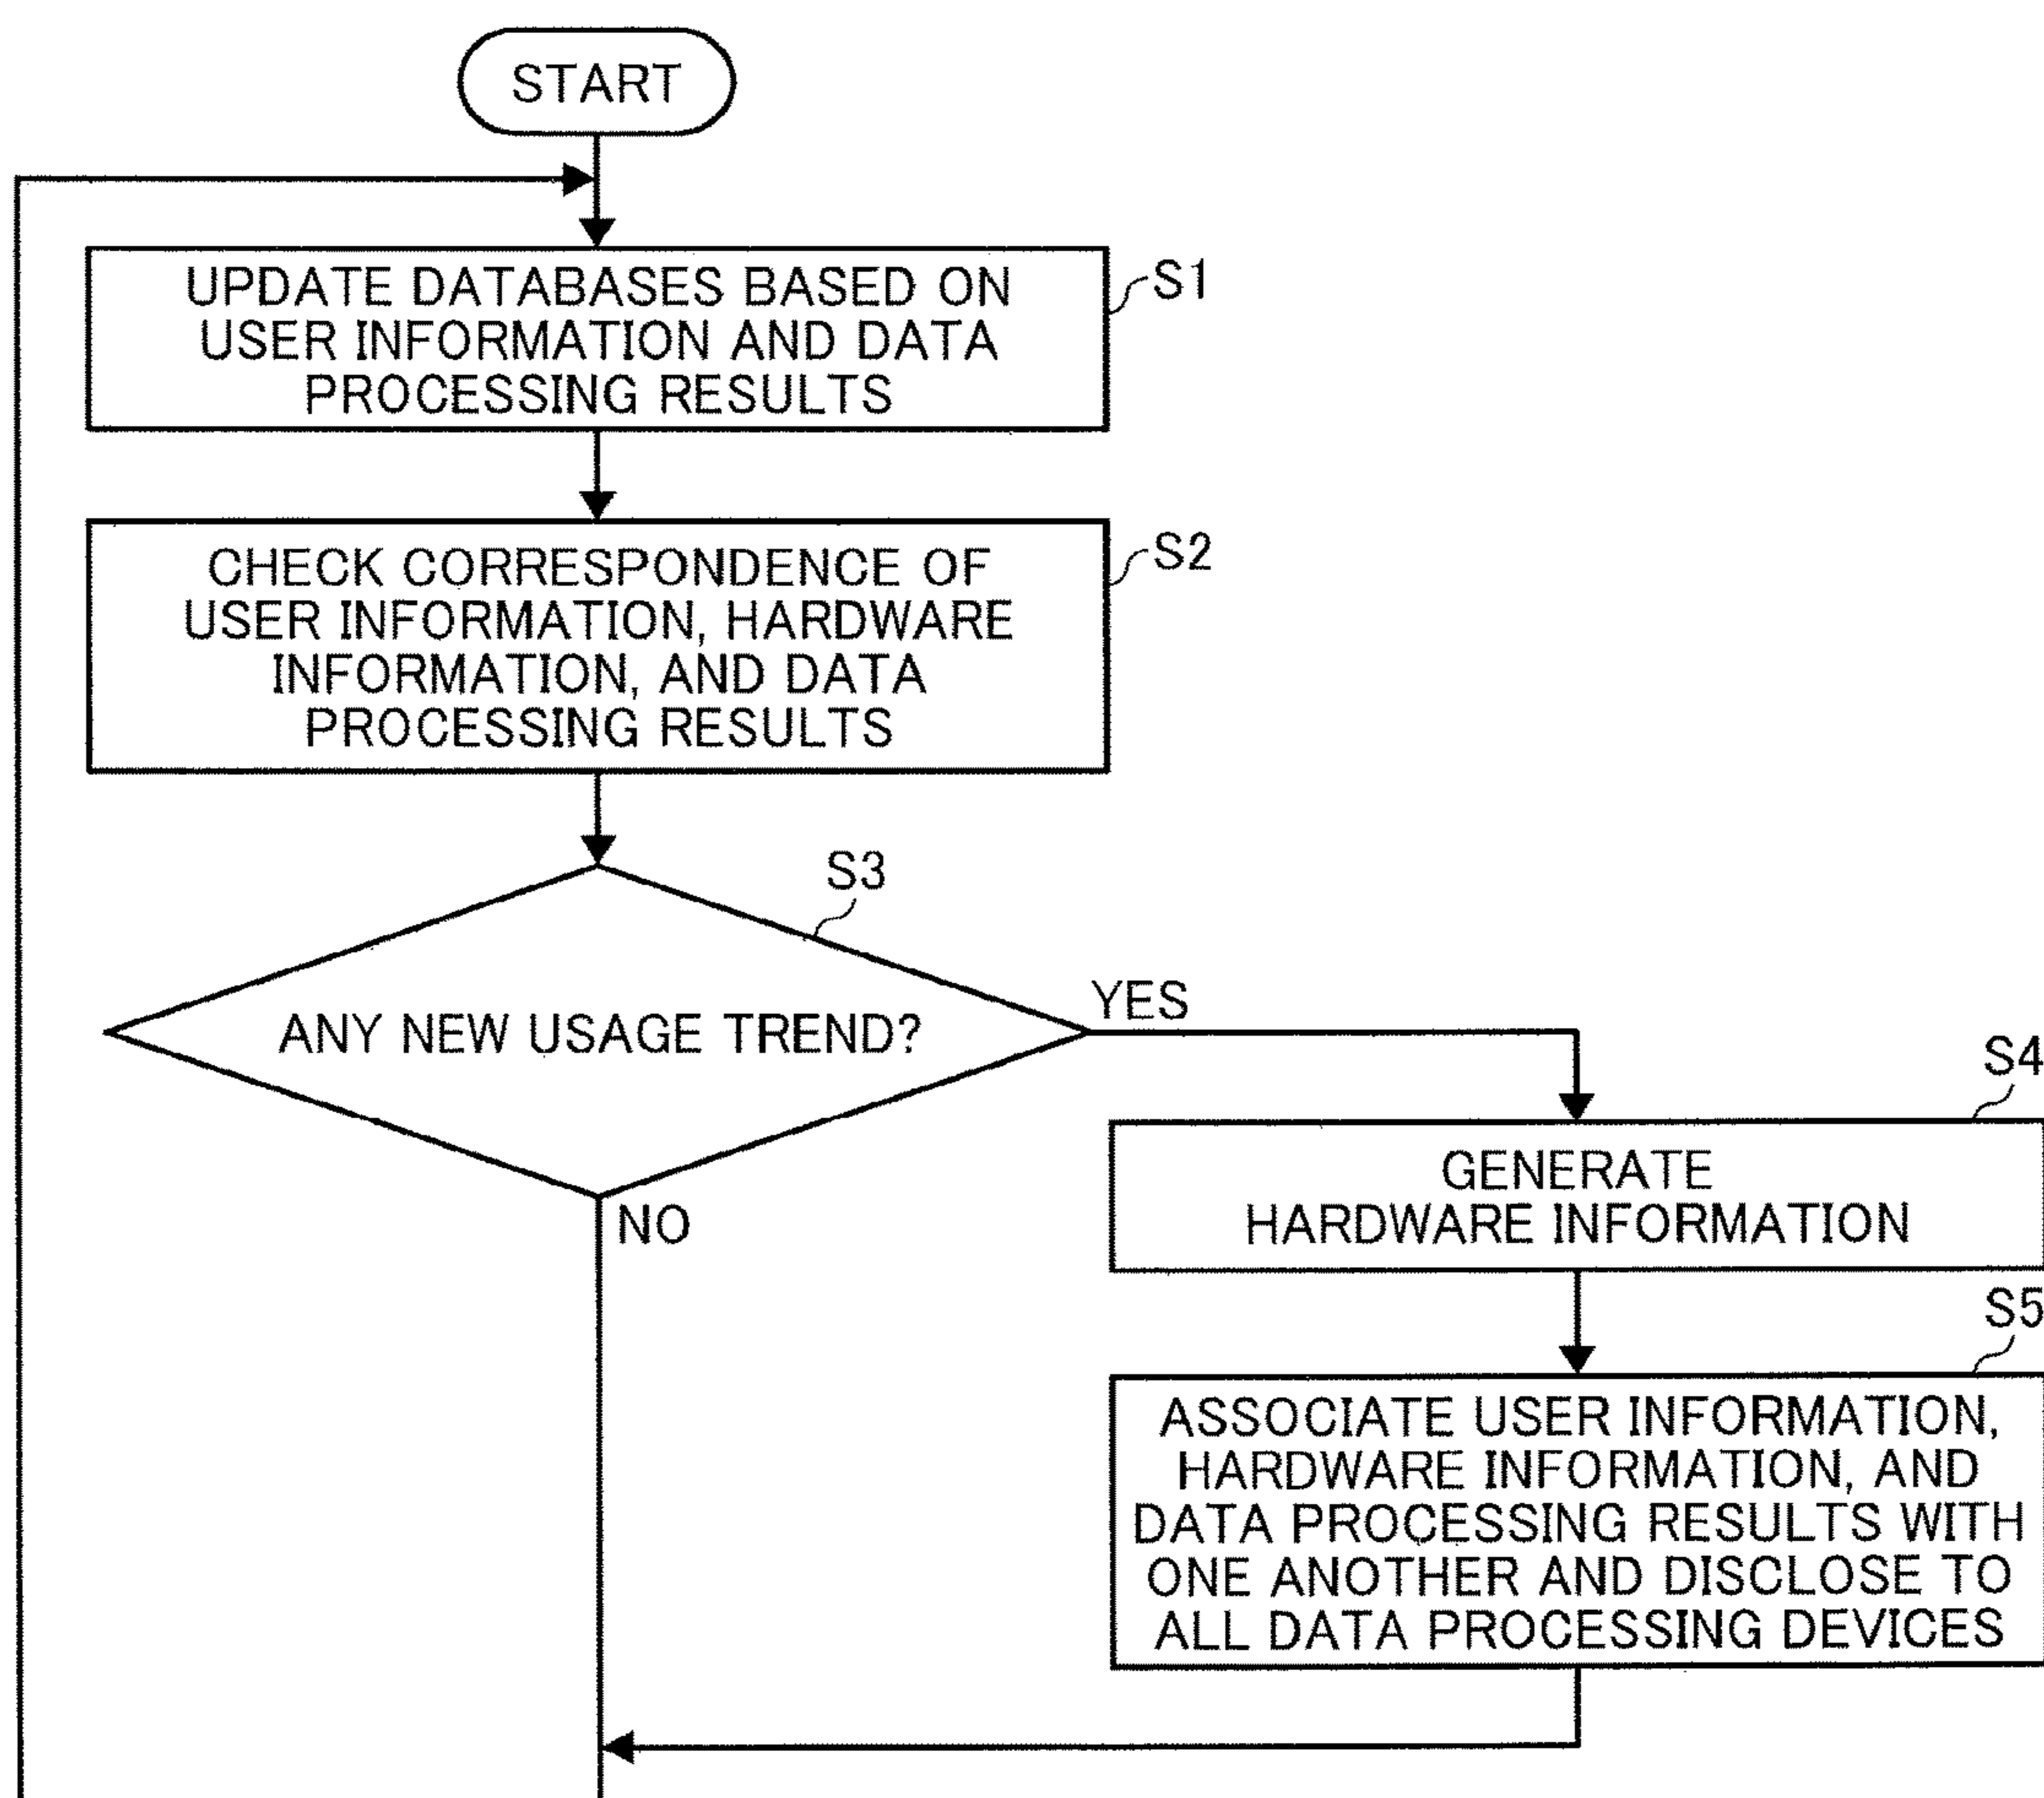 START
UPDATE DATABASES BASED ON
USER INFORMATION AND DATA
PROCESSING RESULTS
S1
CHECK CORRESPONDENCE OF
USER INFORMATION, HARDWARE
INFORMATION, AND DATA
PROCESSING RESULTS
S2
S3
ANY NEW USAGE TREND?
YES
NO
S4
GENERATE
HARDWARE INFORMATION
S5
ASSOCIATE USER INFORMATION,
HARDWARE INFORMATION, AND
DATA PROCESSING RESULTS WITH
ONE ANOTHER AND DISCLOSE TO
ALL DATA PROCESSING DEVICES